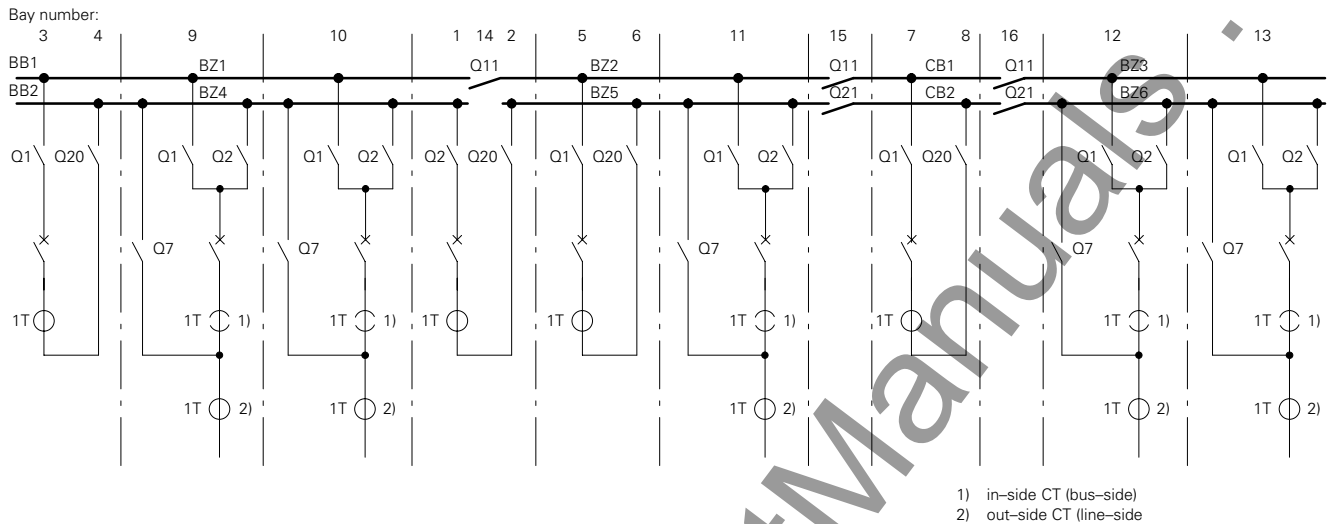 Bay number:
3 4 9 10 1 14 2 5 6 11 15 7 8 16 12 13
BB1 BZ1 Q11 BZ2 Q11 CB1 Q11 BZ3
BB2 BZ4 BZ5 Q21 CB2 Q21 BZ6
Q1 Q20 Q1 Q2 Q1 Q2 Q2 Q20 Q1 Q20 Q1 Q2 Q1 Q20 Q1 Q2 Q1 Q2
Q7 Q7 Q7 Q7 Q7
1T 1T 1) 1T 1) 1T 1T 1T 1) 1T 1T 1) 1T 1)
1T 2) 1T 2) 1T 2) 1T 2) 1T 2)
1) in–side CT (bus–side)
2) out–side CT (line–side
tManuals .